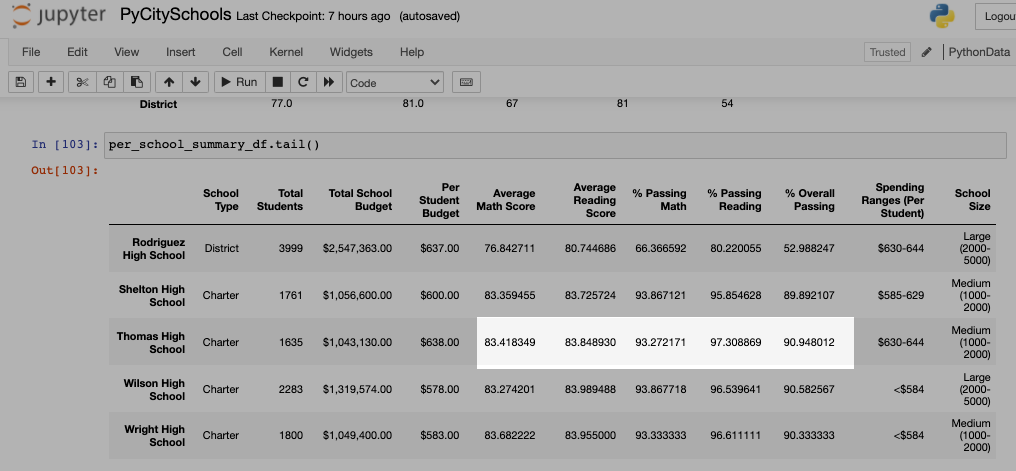 jupyter PyCitySchools Last Checkpoint: 7 hours ago (autosaved)
Logou
File Edit View Insert Cell Kernel Widgets Help
Trusted PythonData
Run Code
District 77.0 81.0 67 81 54
In [103]: per_school_summary_df.tail()
Out[103]:
School Type Total Students Total School Budget Per Student Budget Average Math Score Average Reading Score % Passing Math % Passing Reading % Overall Passing Spending Ranges (Per Student) School Size
Rodriguez High School District 3999 $2,547,363.00 $637.00 76.842711 80.744686 66.366592 80.220055 52.988247 $630-644 Large (2000-5000)
Shelton High School Charter 1761 $1,056,600.00 $600.00 83.359455 83.725724 93.867121 95.854628 89.892107 $585-629 Medium (1000-2000)
Thomas High School Charter 1635 $1,043,130.00 $638.00 83.418349 83.848930 93.272171 97.308869 90.948012 $630-644 Medium (1000-2000)
Wilson High School Charter 2283 $1,319,574.00 $578.00 83.274201 83.989488 93.867718 96.539641 90.582567 <$584 Large (2000-5000)
Wright High School Charter 1800 $1,049,400.00 $583.00 83.682222 83.955000 93.333333 96.611111 90.333333 <$584 Medium (1000-2000)